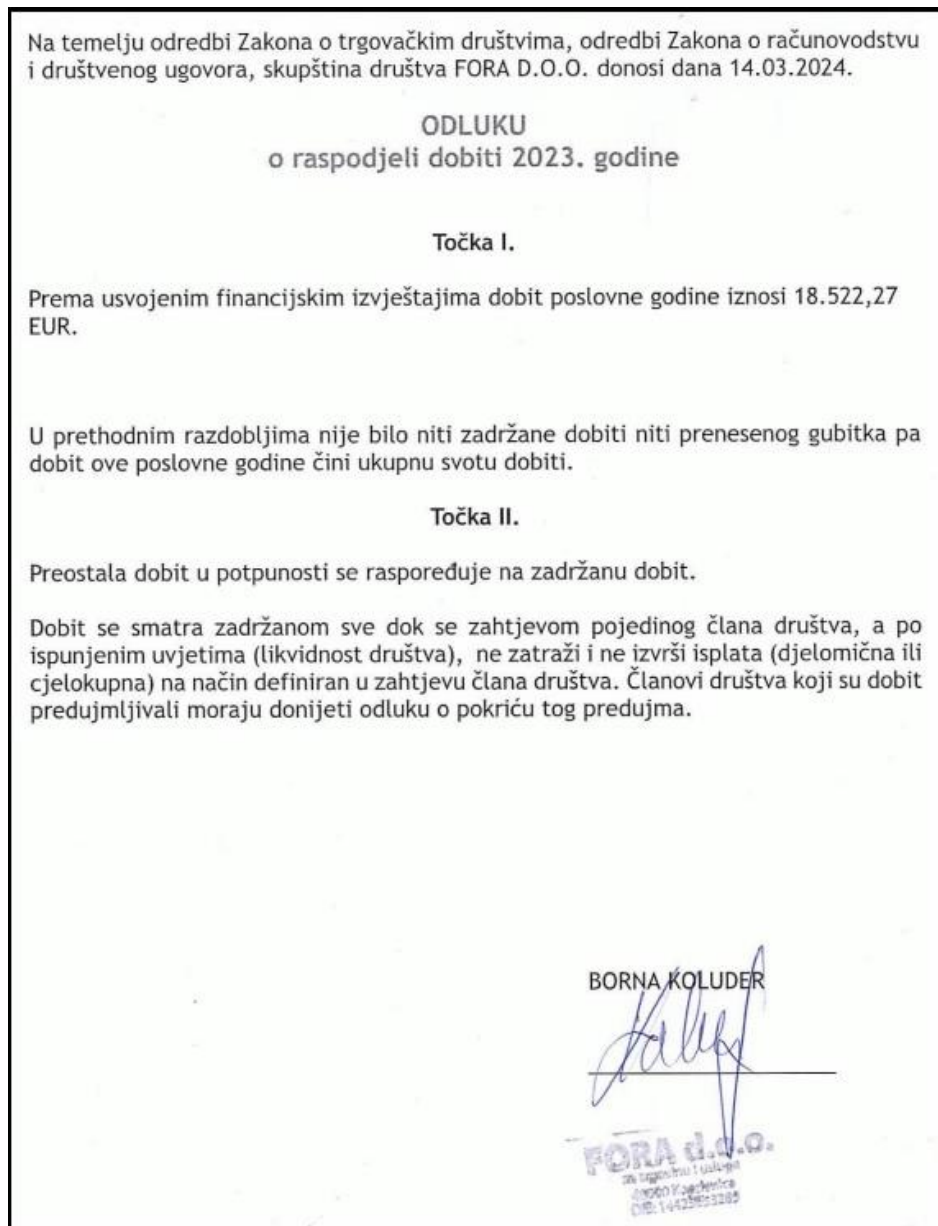 Na temelju odredbi Zakona o trgovačkim društvima, odredbi Zakona o računovodstvu
i društvenog ugovora, skupština društva FORA D.O.O. donosi dana 14.03.2024.
ODLUKU
o raspodjeli dobiti 2023. godine
Točka I.
Prema usvojenim financijskim izvještajima dobit poslovne godine iznosi 18.522,27
EUR.
U prethodnim razdobljima nije bilo niti zadržane dobiti niti prenesenog gubitka pa
dobit ove poslovne godine čini ukupnu svotu dobiti.
Točka II.
Preostala dobit u potpunosti se raspoređuje na zadržanu dobit.
Dobit se smatra zadržanom sve dok se zahtjevom pojedinog člana društva, a po
ispunjenim uvjetima (likvidnost društva), ne zatraži i ne izvrši isplata (djelomična ili
cjelokupna) na način definiran u zahtjevu člana društva. Članovi društva koji su dobit
predujmljivali moraju donijeti odluku o pokriću tog predujma.
BORNA KOLUDER
FORA d.o.o.
za trgovinu i usluge